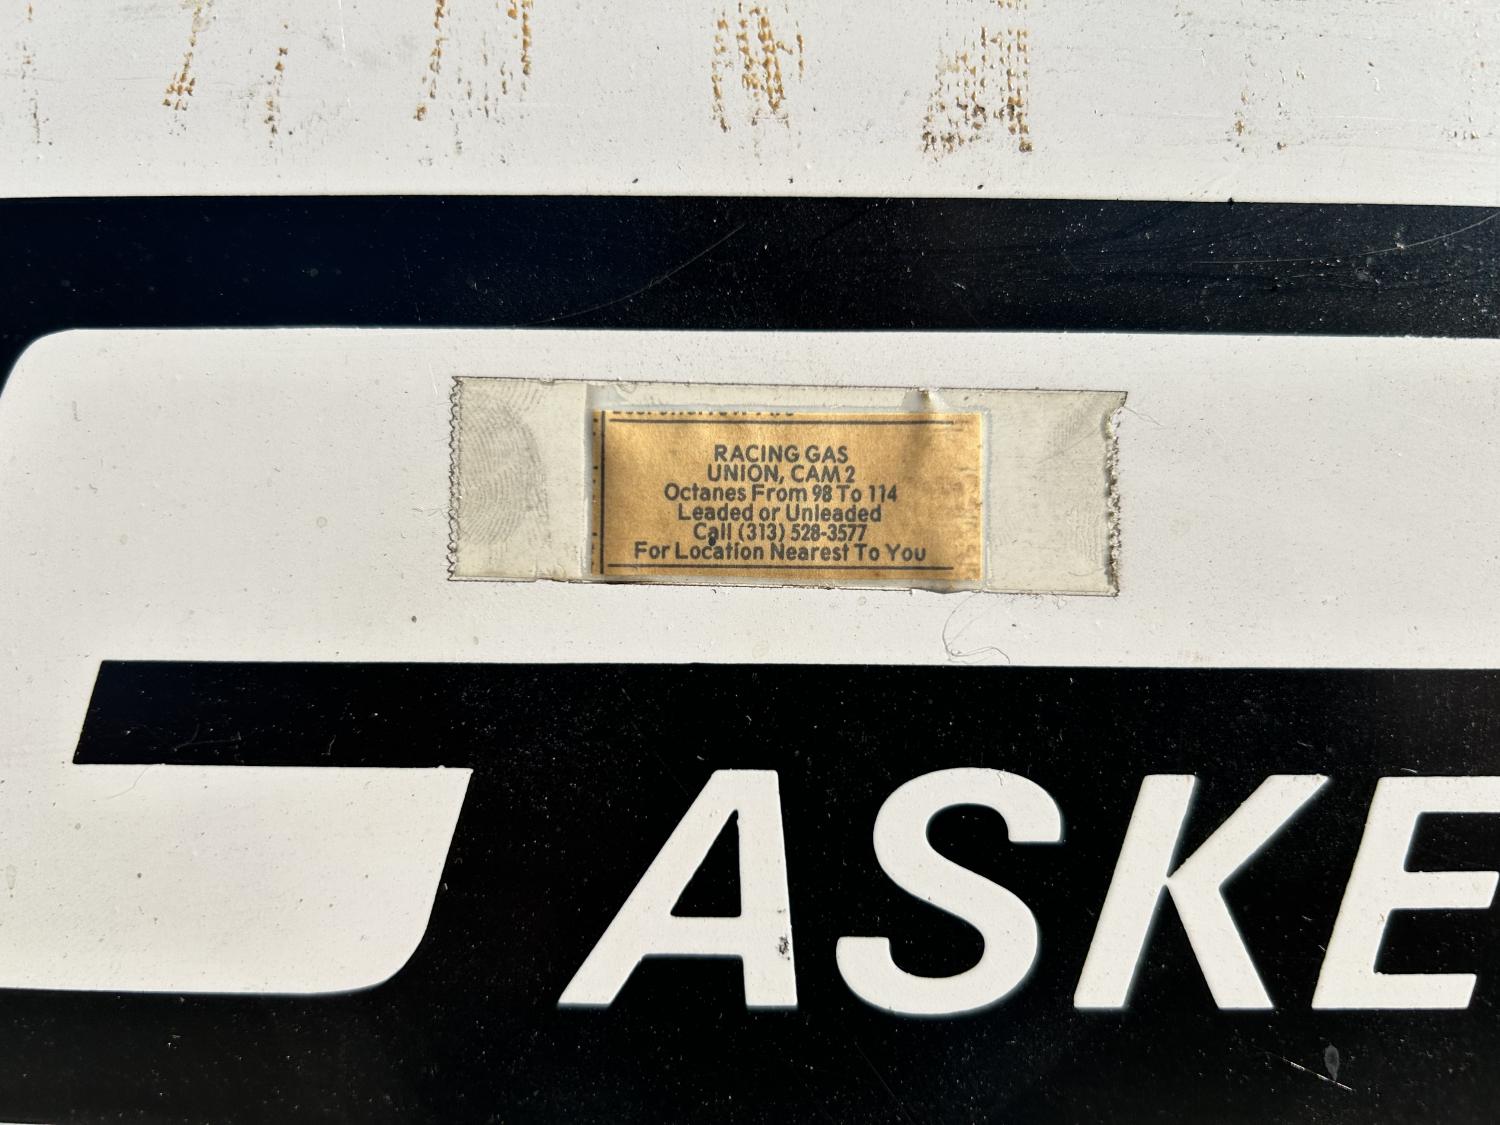 RACING GAS
UNION, CAM 2
Octanes From 98 To 114
Leaded or Unleaded
Call (313) 528-3577
For Location Nearest To You
GASKE